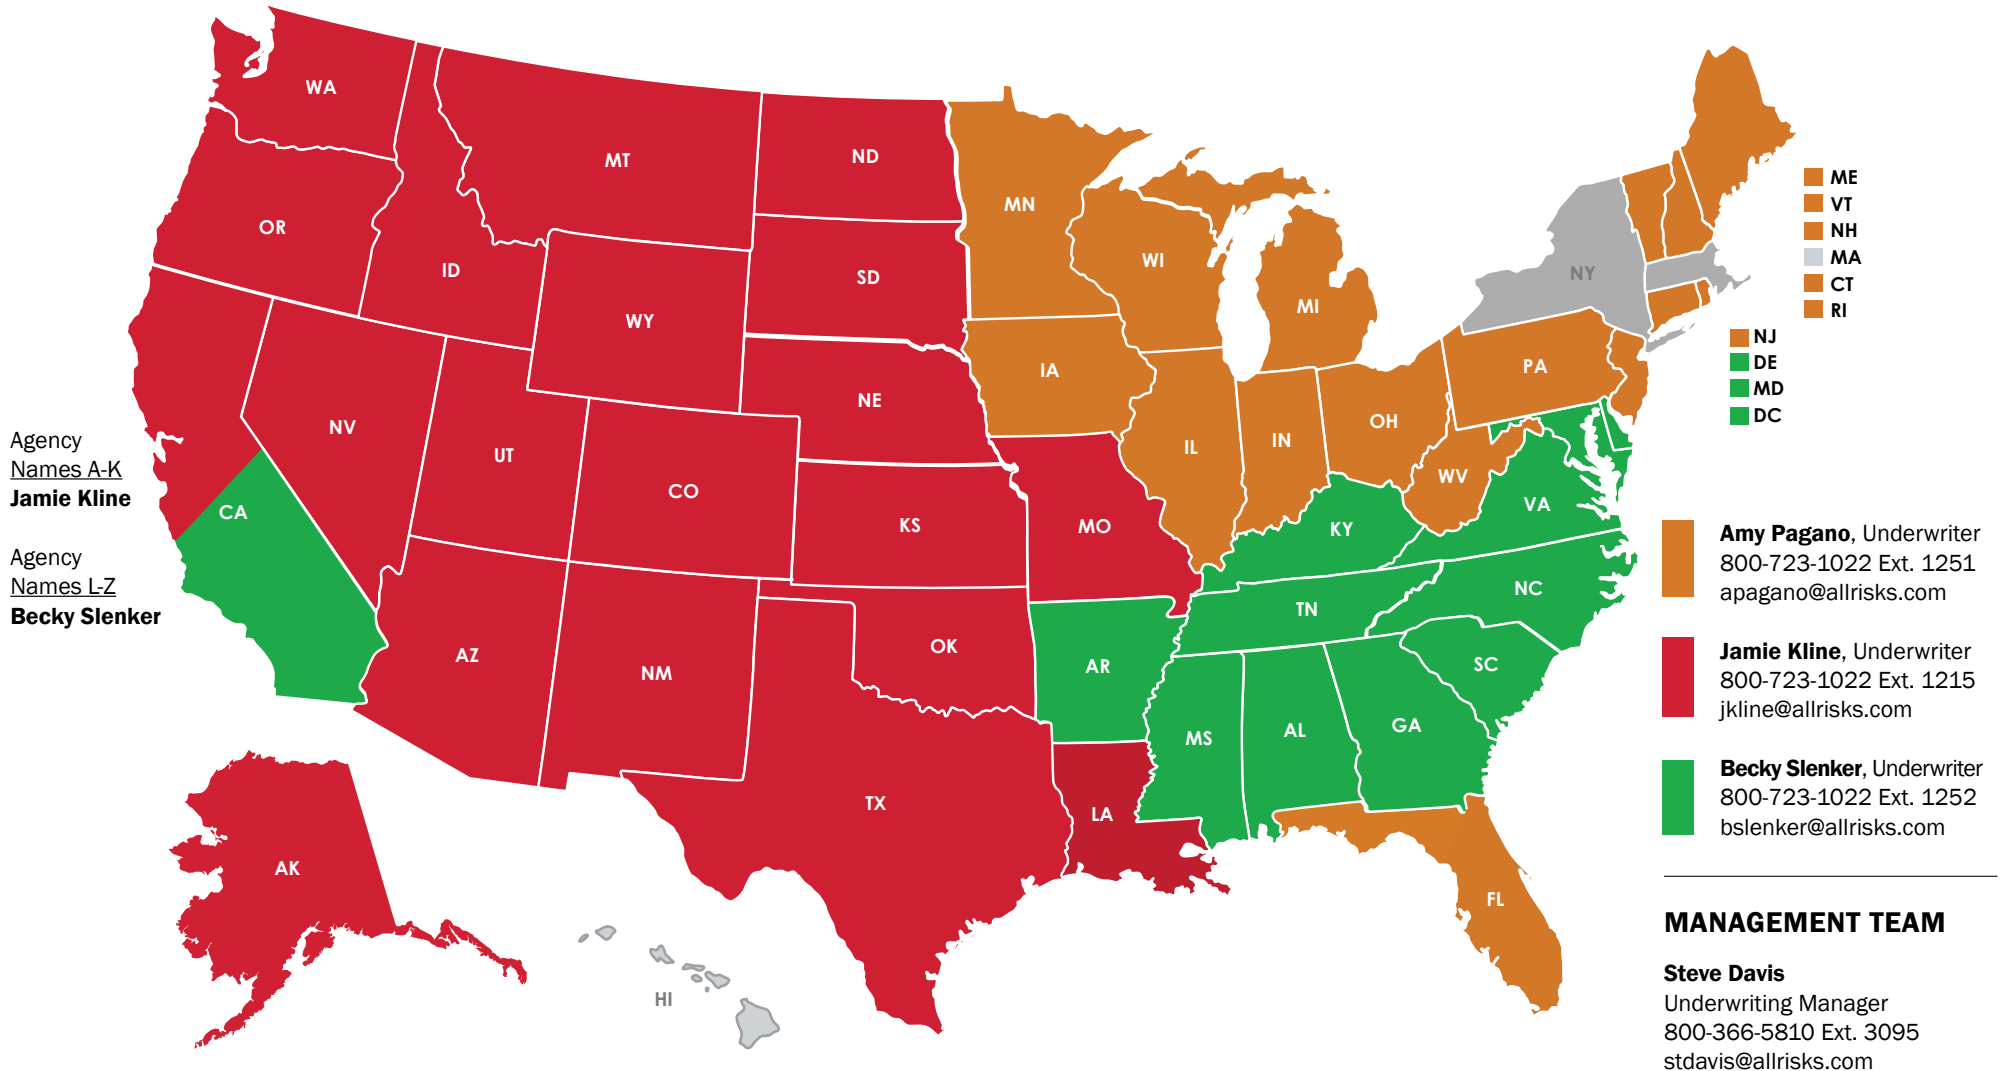 WA
MT
ND
OR
ID
SD
WY
MN
WI
MI
NY
ME
VT
NH
MA
CT
RI
NJ
DE
MD
DC
IA
NE
PA
NV
UT
CO
KS
MO
IL
IN
OH
WV
VA
KY
Agency
Names A-K
Jamie Kline
CA
Agency
Names L-Z
Becky Slenker
AZ
NM
OK
AR
TN
NC
SC
MS
AL
GA
TX
LA
FL
AK
HI
Amy Pagano, Underwriter
800-723-1022 Ext. 1251
apagano@allrisks.com
Jamie Kline, Underwriter
800-723-1022 Ext. 1215
jkline@allrisks.com
Becky Slenker, Underwriter
800-723-1022 Ext. 1252
bslenker@allrisks.com
MANAGEMENT TEAM
Steve Davis
Underwriting Manager
800-366-5810 Ext. 3095
stdavis@allrisks.com